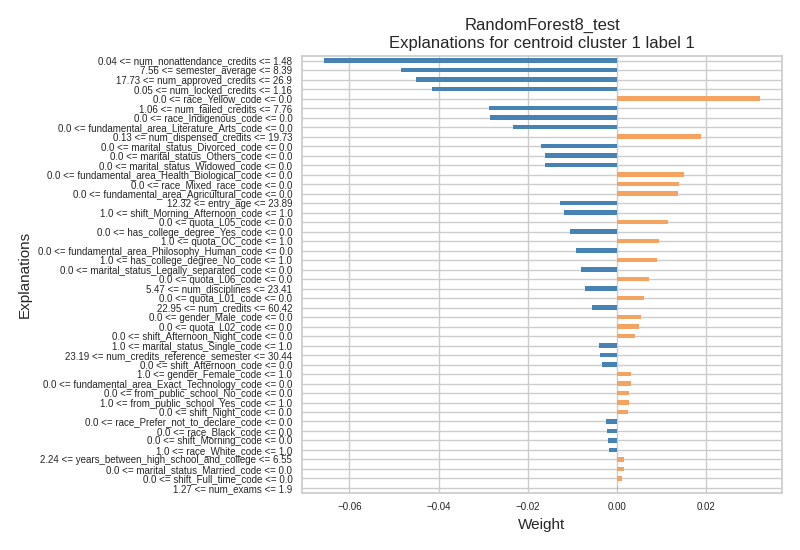 RandomForest8_test
Explanations for centroid cluster 1 label 1
0.04 <= num_nonattendance_credits <= 1.48
7.56 <= semester_average <= 8.39
17.73 <= num_approved_credits <= 26.9
0.05 <= num_locked_credits <= 1.16
0.0 <= race_Yellow_code <= 0.0
1.06 <= num_failed_credits <= 7.76
0.0 <= race_Indigenous_code <= 0.0
0.0 <= fundamental_area_Literature_Arts_code <= 0.0
0.13 <= num_dispensed_credits <= 19.73
0.0 <= marital_status_Divorced_code <= 0.0
0.0 <= marital_status_Others_code <= 0.0
0.0 <= marital_status_Widowed_code <= 0.0
0.0 <= fundamental_area_Health_Biological_code <= 0.0
0.0 <= race_Mixed_race_code <= 0.0
0.0 <= fundamental_area_Agricultural_code <= 0.0
12.32 <= entry_age <= 23.89
1.0 <= shift_Morning_Afternoon_code <= 1.0
0.0 <= quota_L05_code <= 0.0
0.0 <= has_college_degree_Yes_code <= 0.0
1.0 <= quota_OC_code <= 1.0
0.0 <= fundamental_area_Philosophy_Human_code <= 0.0
1.0 <= has_college_degree_No_code <= 1.0
0.0 <= marital_status_Legally_separated_code <= 0.0
0.0 <= quota_L06_code <= 0.0
5.47 <= num_disciplines <= 23.41
0.0 <= quota_L01_code <= 0.0
22.95 <= num_credits <= 60.42
0.0 <= gender_Male_code <= 0.0
0.0 <= quota_L02_code <= 0.0
0.0 <= shift_Afternoon_Night_code <= 0.0
1.0 <= marital_status_Single_code <= 1.0
23.19 <= num_credits_reference_semester <= 30.44
0.0 <= shift_Afternoon_code <= 0.0
1.0 <= gender_Female_code <= 1.0
0.0 <= fundamental_area_Exact_Technology_code <= 0.0
0.0 <= from_public_school_No_code <= 0.0
1.0 <= from_public_school_Yes_code <= 1.0
0.0 <= shift_Night_code <= 0.0
0.0 <= race_Prefer_not_to_declare_code <= 0.0
0.0 <= race_Black_code <= 0.0
0.0 <= shift_Morning_code <= 0.0
1.0 <= race_White_code <= 1.0
2.24 <= years_between_high_school_and_college <= 6.55
0.0 <= marital_status_Married_code <= 0.0
0.0 <= shift_Full_time_code <= 0.0
1.27 <= num_exams <= 1.9
Explanations
−0.06 −0.04 −0.02 0.00 0.02
Weight